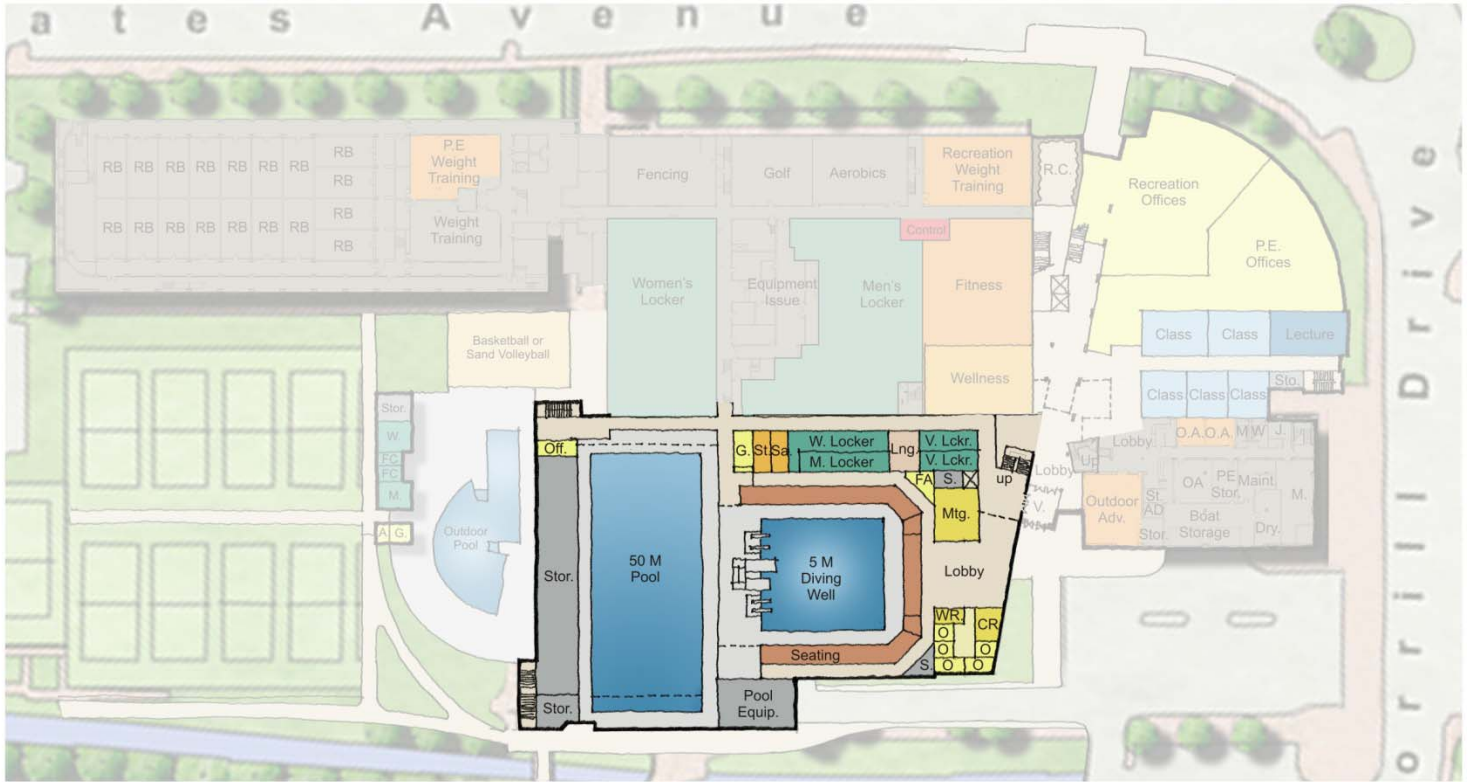 a t e s A v e n u e
RB RB RB RB RB RB RB RB
RB
P.E
Weight
Training
Fencing
Golf
Aerobics
Recreation
Weight
Training
R.C.
Recreation
Offices
RB RB RB RB RB RB RB RB
RB
Weight
Training
Control
P.E.
Offices
Women's
Locker
Equipment
Issue
Men's
Locker
Fitness
Class Class Lecture
Basketball or
Sand Volleyball
Wellness
Class Class Class Sto.
Stor.
W.
FC
FC
M.
A. G.
Outdoor
Pool
Off.
Stor.
Stor.
50 M
Pool
G. St. Sa. W. Locker
M. Locker
Lng.
V. Lckr.
V. Lckr.
FA S.
Mtg.
up
5 M
Diving
Well
Lobby
Seating
S.
WR. CR
O
O O
O O O
Pool
Equip.
Lobby
V.
Lobby
Up
O.A. O.A. M W J.
Outdoor
Adv.
St.
AD
Stor.
OA
PE
Stor.
Maint.
M.
Boat
Storage
Dry.
o r r i l l D r i v e